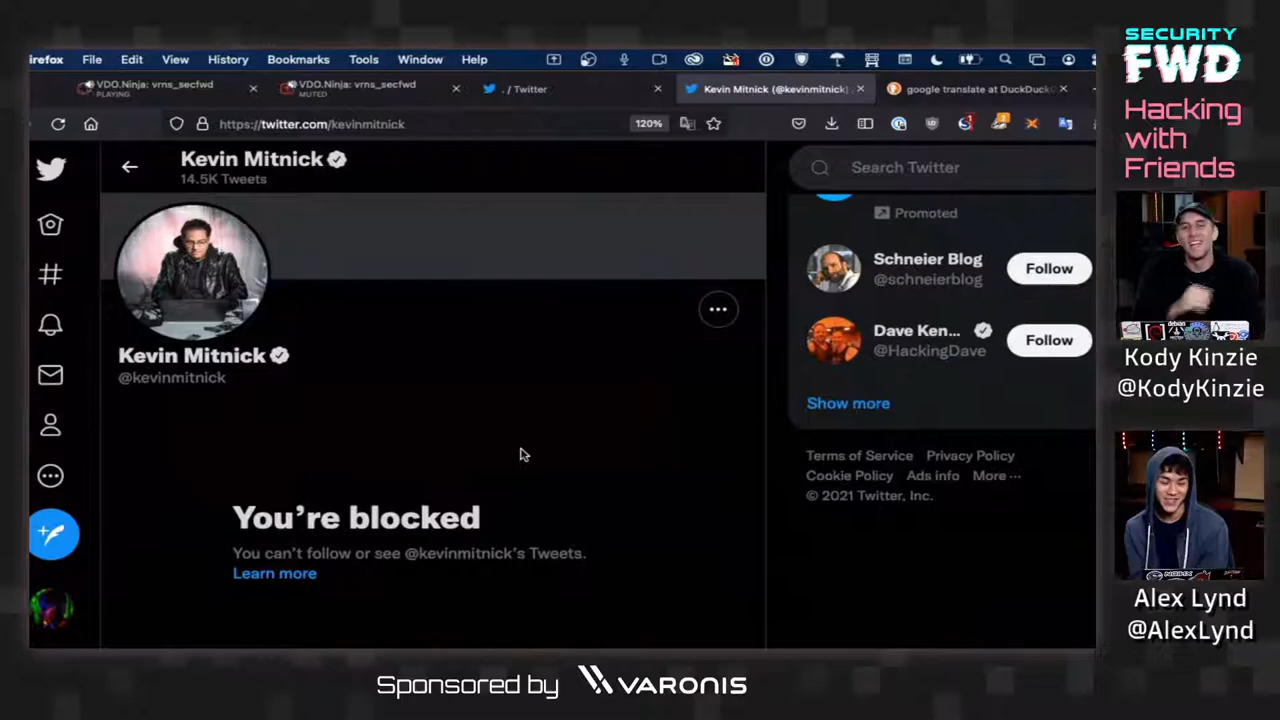 SECURITY
FWD
Hacking
with
Friends
Kody Kinzie
@KodyKinzie
Alex Lynd
@AlexLynd
File Edit View History Bookmarks Tools Window Help
VDO.Ninja: vrns_secfwd
PLAYING
VDO.Ninja: vrns_secfwd
MUTED
. / Twitter
Kevin Mitnick (@kevinmitnick)
google translate at DuckDuck
https://twitter.com/kevinmitnick
120%
Kevin Mitnick
14.5K Tweets
Kevin Mitnick
@kevinmitnick
You're blocked
You can't follow or see @kevinmitnick's Tweets.
Learn more
Search Twitter
Promoted
Schneier Blog
@schneierblog
Follow
Dave Ken...
@HackingDave
Follow
Show more
Terms of Service Privacy Policy
Cookie Policy Ads info More ···
© 2021 Twitter, Inc.
Sponsored by VARONIS